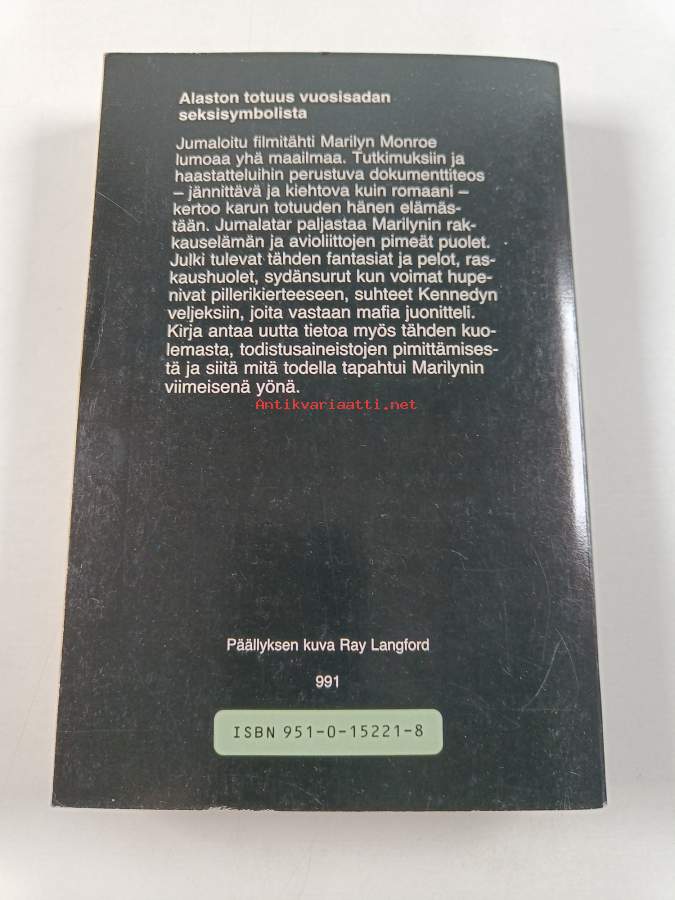 Alaston totuus vuosisadan
seksisymbolista
Jumaloitu filmitähti Marilyn Monroe
lumoaa yhä maailmaa. Tutkimuksiin ja
haastatteluihin perustuva dokumenttiteos
– jännittävä ja kiehtova kuin romaani –
kertoo karun totuuden hänen elämäs-
tään. Jumalatar paljastaa Marilynin rak-
kauselämän ja avioliittojen pimeät puolet.
Julki tulevat tähden fantasiat ja pelot, ras-
kaushuolet, sydänsurut kun voimat hupe-
nivat pillerikierteeseen, suhteet Kennedyn
veljeksiin, joita vastaan mafia juonitteli.
Kirja antaa uutta tietoa myös tähden kuo-
lemasta, todistusaineistojen pimittämises-
tä ja siitä mitä todella tapahtui Marilynin
viimeisenä yönä.
Antikvariaatti.net
Päällyksen kuva Ray Langford
991
ISBN 951-0-15221-8